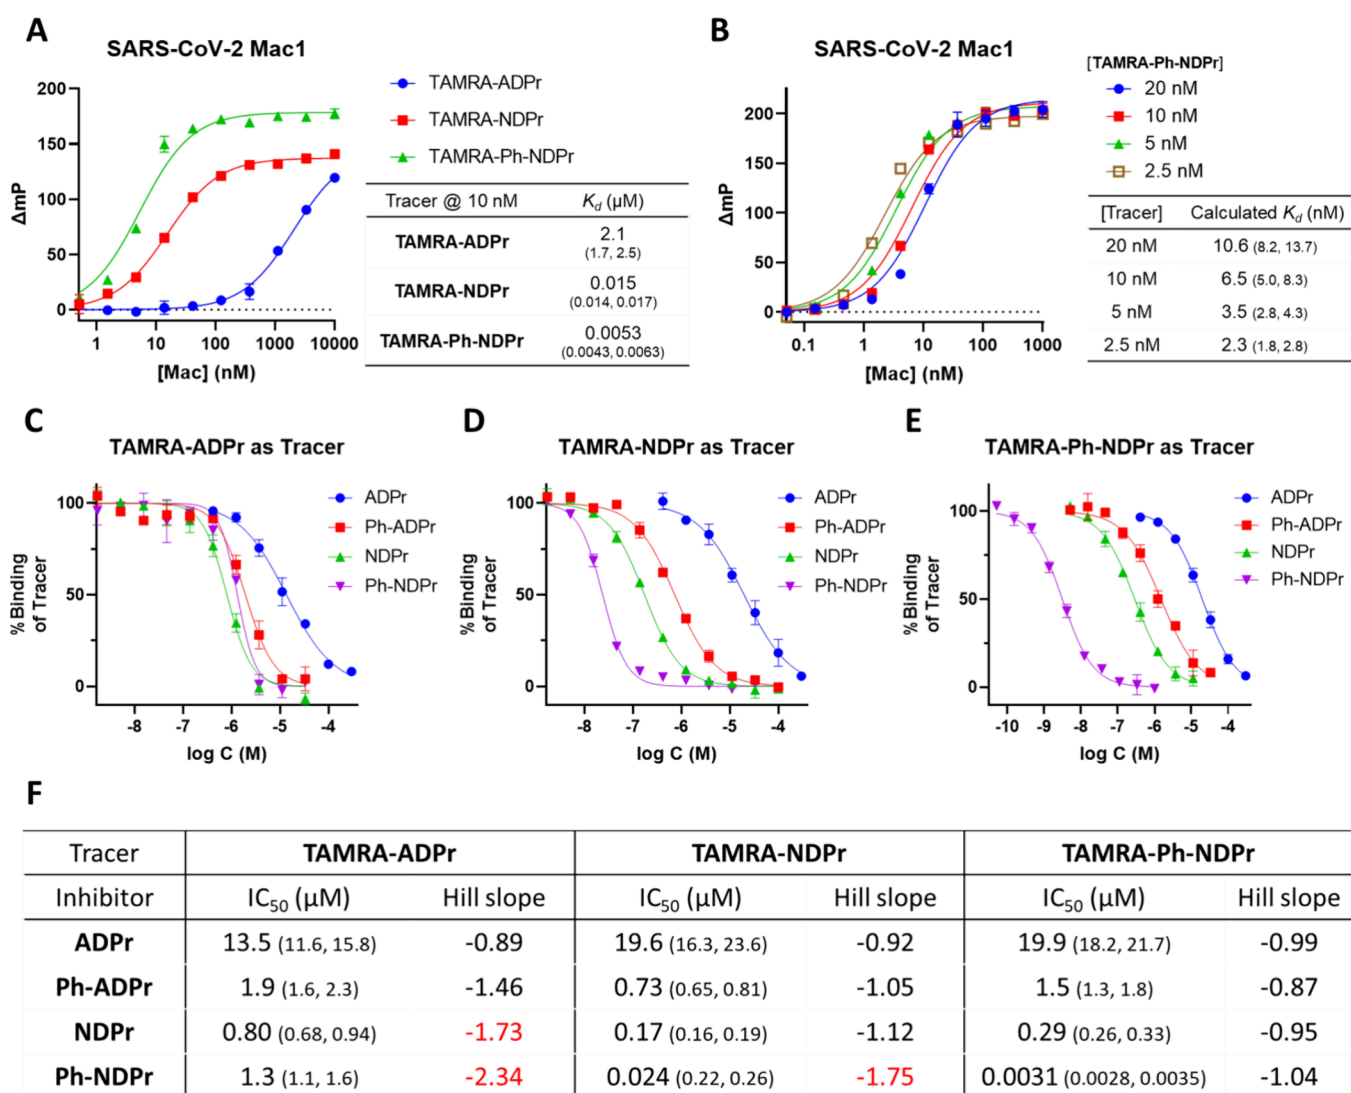 A
SARS-CoV-2 Mac1
200
150
100
50
0
ΔmP
1 10 100 1000 10000
[Mac] (nM)
TAMRA-ADPr
TAMRA-NDPr
TAMRA-Ph-NDPr
Tracer @ 10 nM Kd (μM)
TAMRA-ADPr 2.1
(1.7, 2.5)
TAMRA-NDPr 0.015
(0.014, 0.017)
TAMRA-Ph-NDPr 0.0053
(0.0043, 0.0063)
B
SARS-CoV-2 Mac1
200
150
100
50
0
ΔmP
0.1 1 10 100 1000
[Mac] (nM)
[TAMRA-Ph-NDPr]
20 nM
10 nM
5 nM
2.5 nM
[Tracer] Calculated Kd (nM)
20 nM 10.6 (8.2, 13.7)
10 nM 6.5 (5.0, 8.3)
5 nM 3.5 (2.8, 4.3)
2.5 nM 2.3 (1.8, 2.8)
C
TAMRA-ADPr as Tracer
100
50
0
% Binding
of Tracer
-8 -7 -6 -5 -4
log C (M)
ADPr
Ph-ADPr
NDPr
Ph-NDPr
D
TAMRA-NDPr as Tracer
100
50
0
% Binding
of Tracer
-8 -7 -6 -5 -4
log C (M)
ADPr
Ph-ADPr
NDPr
Ph-NDPr
E
TAMRA-Ph-NDPr as Tracer
100
50
0
% Binding
of Tracer
-10 -9 -8 -7 -6 -5 -4
log C (M)
ADPr
Ph-ADPr
NDPr
Ph-NDPr
F
Tracer TAMRA-ADPr TAMRA-NDPr TAMRA-Ph-NDPr
Inhibitor IC50 (μM) Hill slope IC50 (μM) Hill slope IC50 (μM) Hill slope
ADPr 13.5 (11.6, 15.8) -0.89 19.6 (16.3, 23.6) -0.92 19.9 (18.2, 21.7) -0.99
Ph-ADPr 1.9 (1.6, 2.3) -1.46 0.73 (0.65, 0.81) -1.05 1.5 (1.3, 1.8) -0.87
NDPr 0.80 (0.68, 0.94) -1.73 0.17 (0.16, 0.19) -1.12 0.29 (0.26, 0.33) -0.95
Ph-NDPr 1.3 (1.1, 1.6) -2.34 0.024 (0.22, 0.26) -1.75 0.0031 (0.0028, 0.0035) -1.04